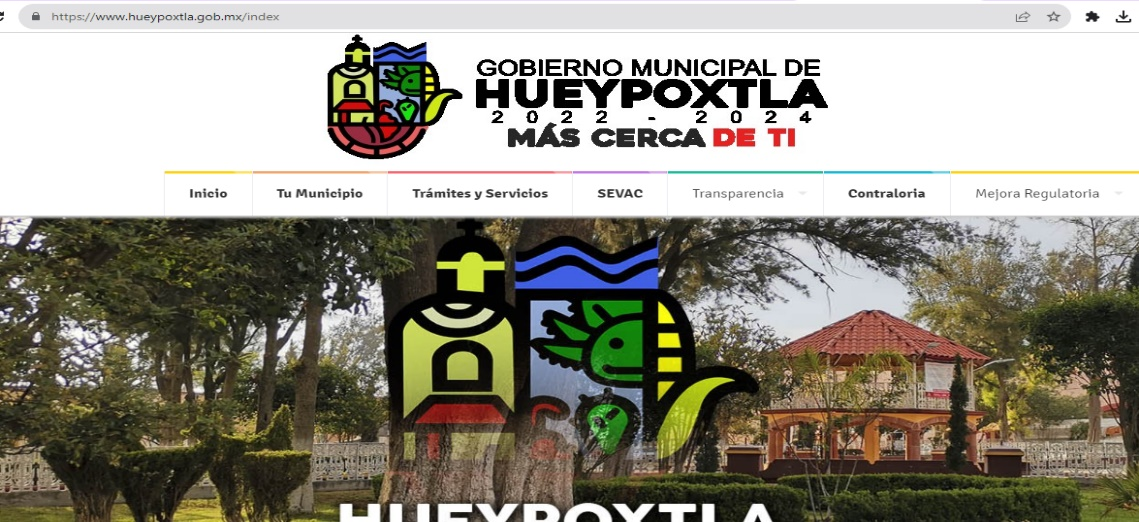 https://www.hueypoxtla.gob.mx/index
GOBIERNO MUNICIPAL DE
HUEYPOXTLA
2022 - 2024
MÁS CERCA DE TI
Inicio Tu Municipio Trámites y Servicios SEVAC Transparencia Contraloria Mejora Regulatoria
HUEYPOXTLA